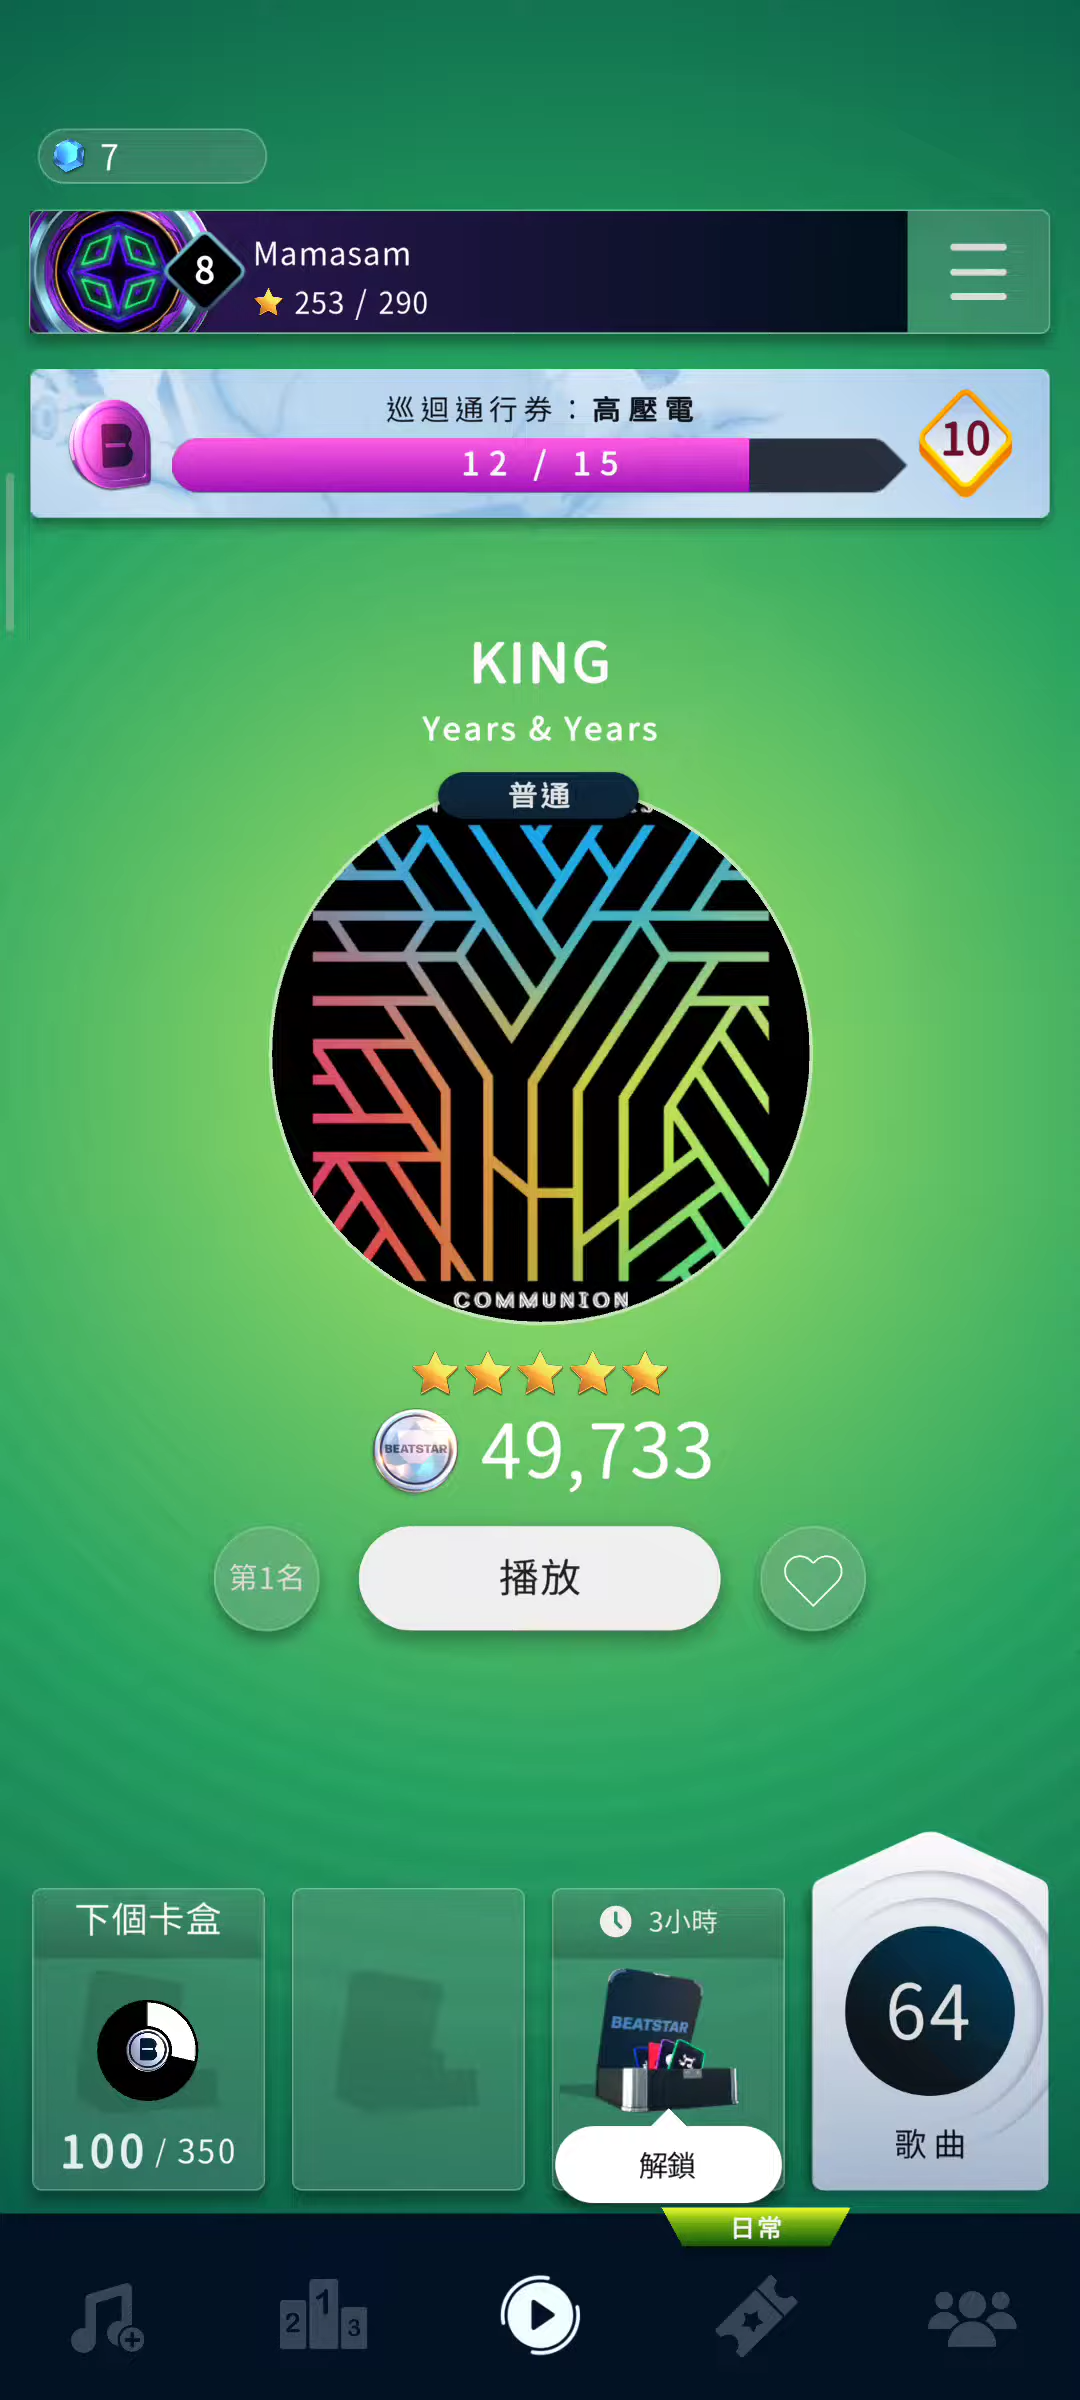 7
8
Mamasam
253 / 290
巡迴通行券：高壓電
B
12 / 15
10
KING
Years & Years
普通
COMMUNION
BEATSTAR
49,733
第1名
播放
下個卡盒
B
100 / 350
3小時
BEATSTAR
解鎖
64
歌曲
日常
2 1 3